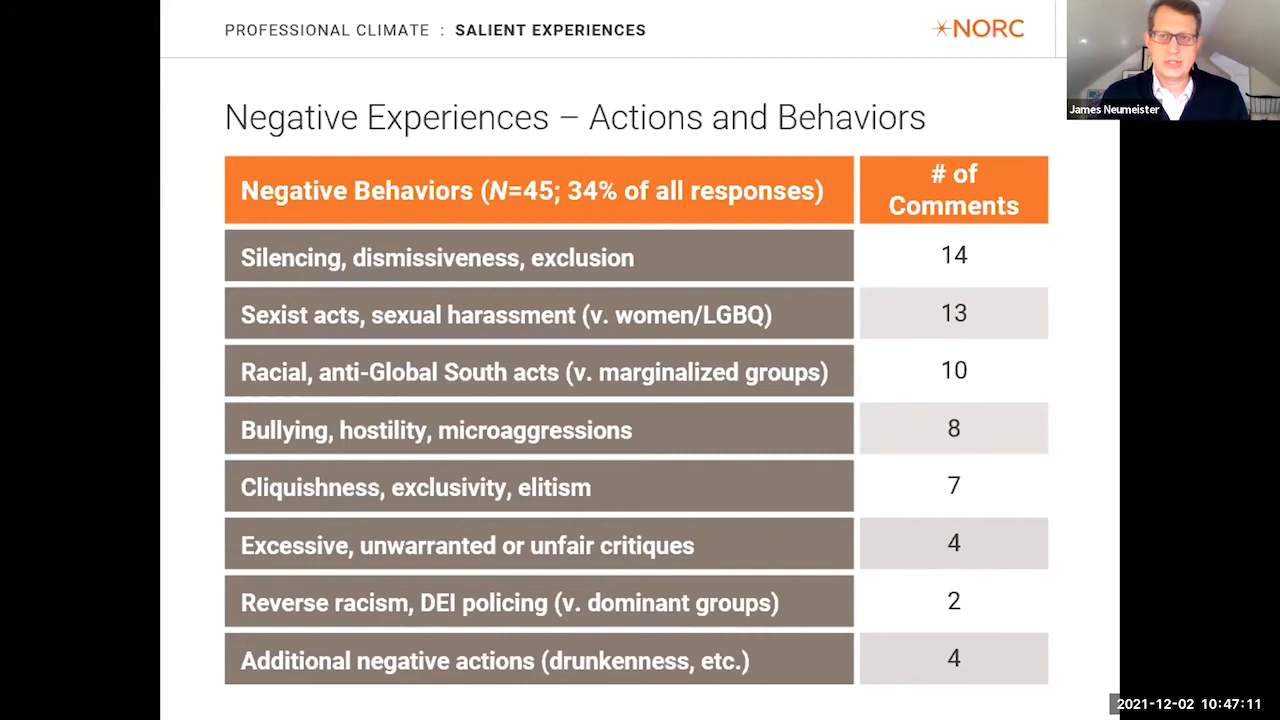 PROFESSIONAL CLIMATE : SALIENT EXPERIENCES
NORC
James Neumeister
Negative Experiences – Actions and Behaviors
Negative Behaviors (N=45; 34% of all responses)
# of
Comments
Silencing, dismissiveness, exclusion
14
Sexist acts, sexual harassment (v. women/LGBQ)
13
Racial, anti-Global South acts (v. marginalized groups)
10
Bullying, hostility, microaggressions
8
Cliquishness, exclusivity, elitism
7
Excessive, unwarranted or unfair critiques
4
Reverse racism, DEI policing (v. dominant groups)
2
Additional negative actions (drunkenness, etc.)
4
2021-12-02 10:47:11